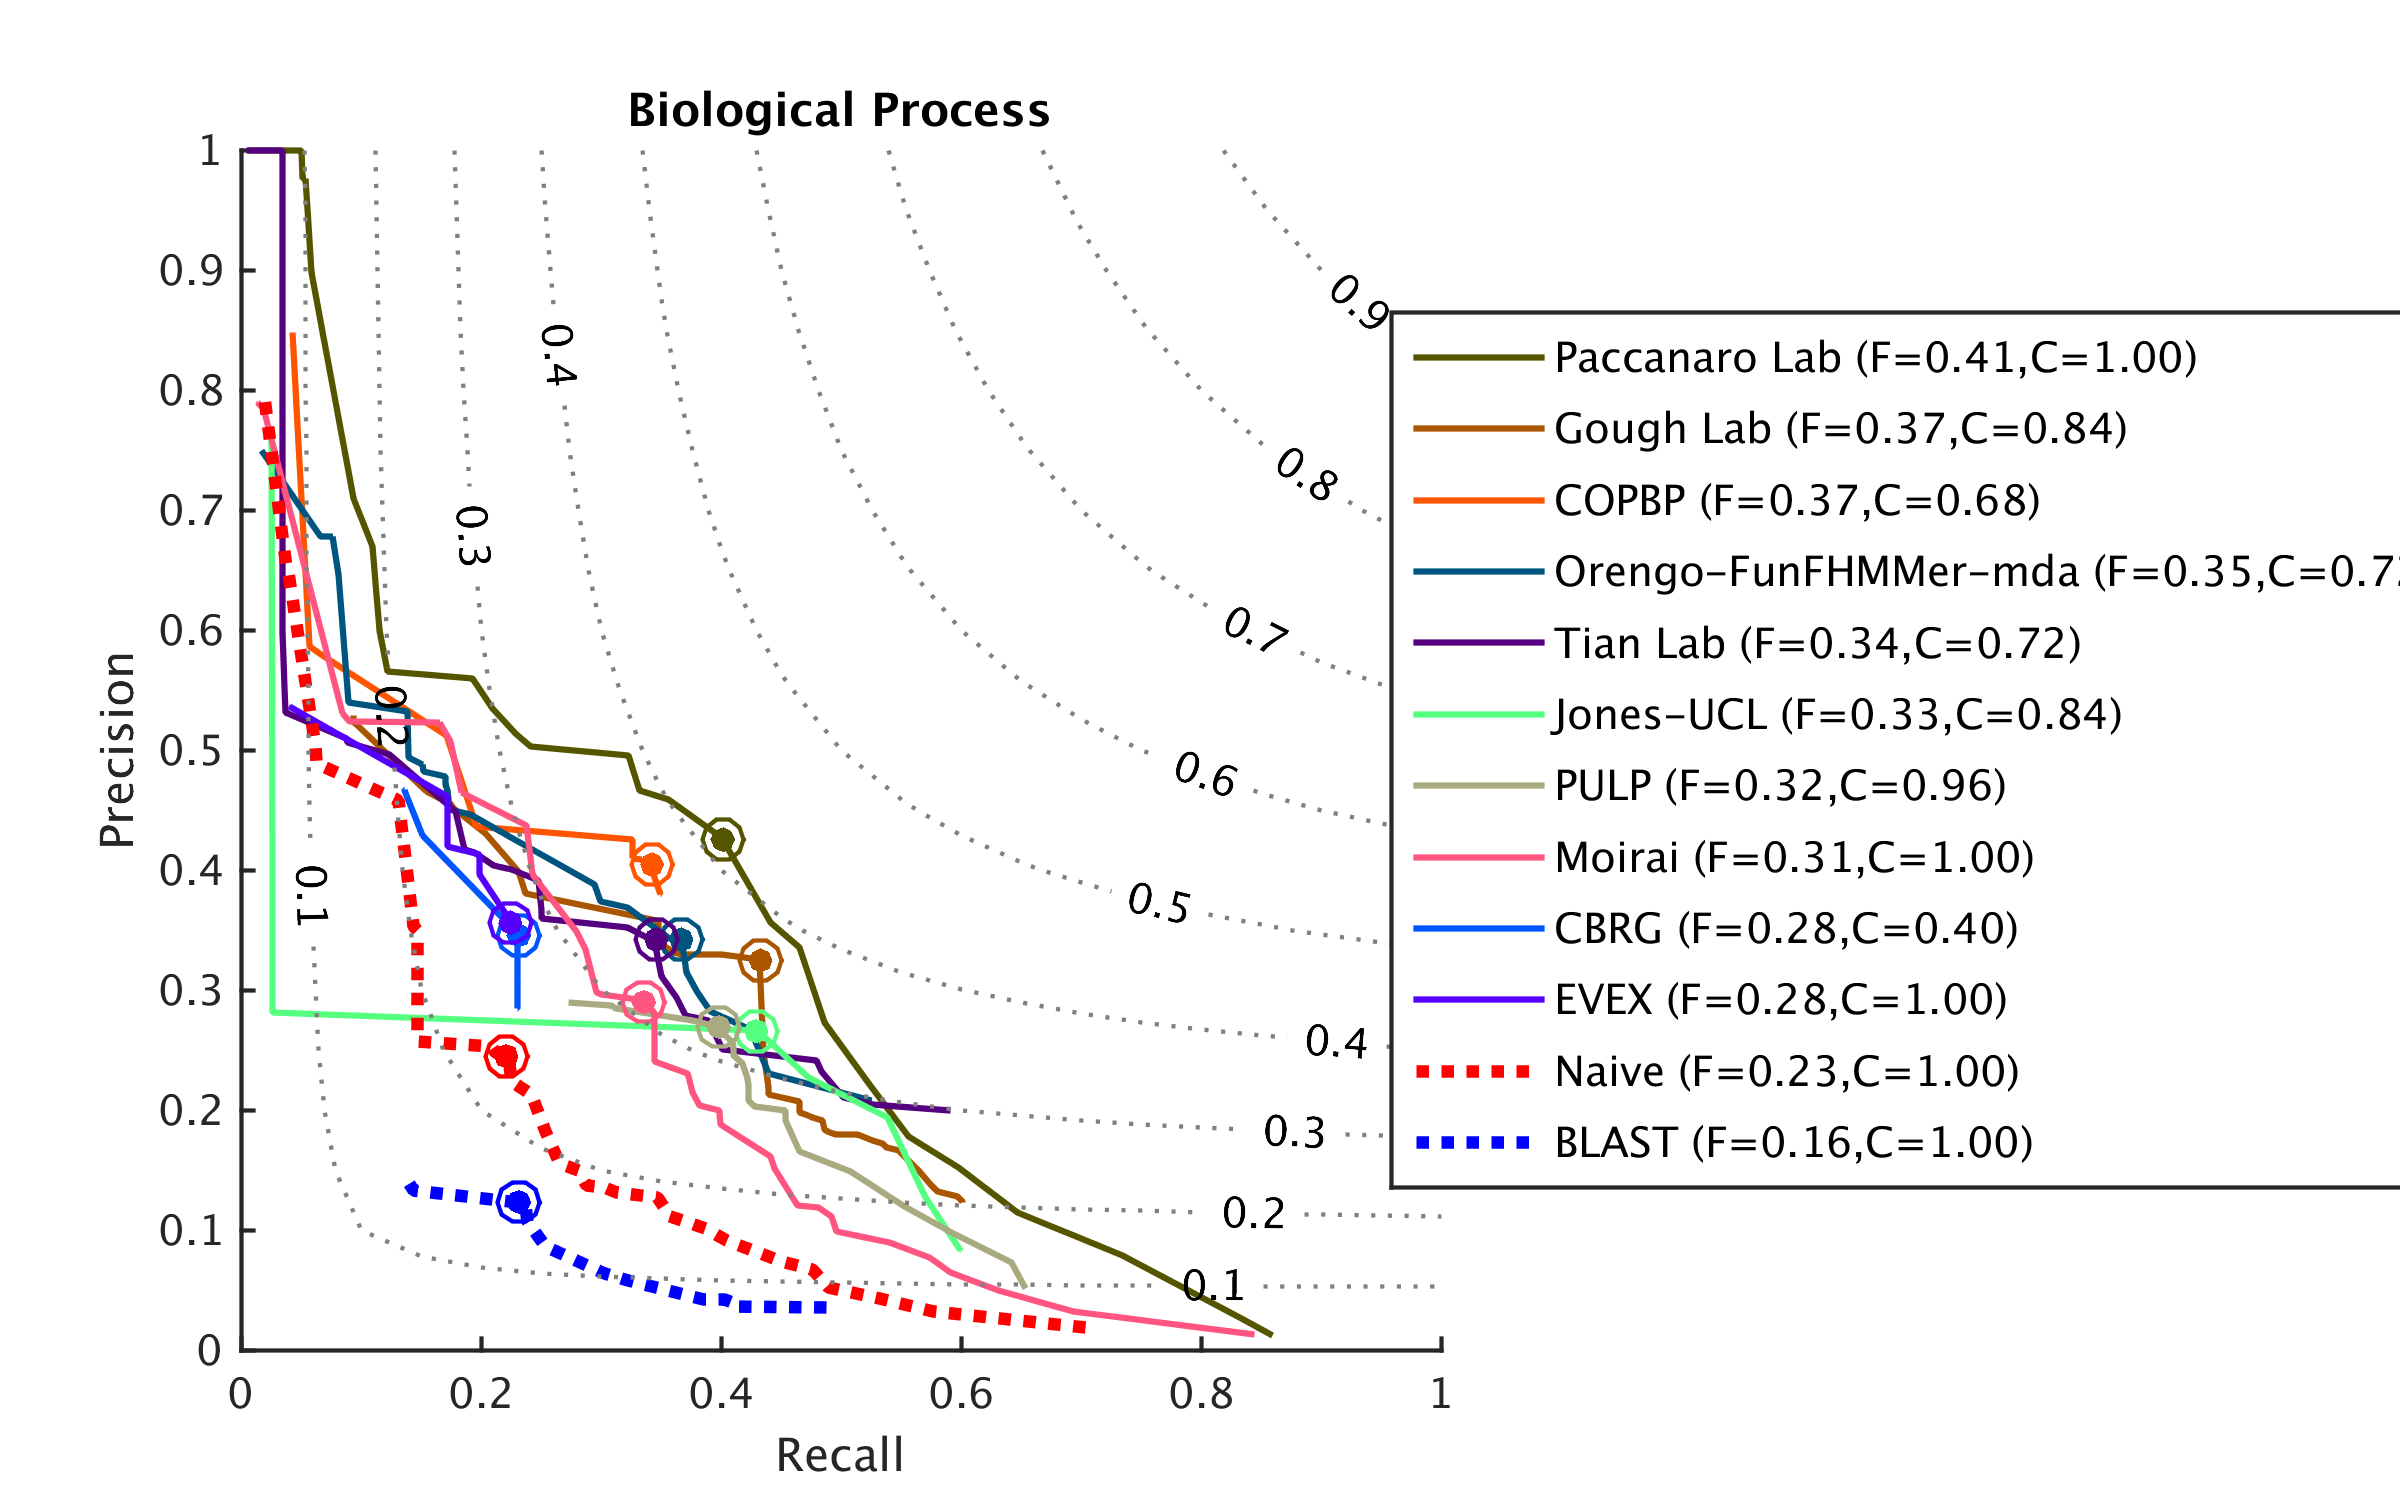 Biological Process
1
0.9
0.8
0.7
0.6
0.5
0.4
0.3
0.2
0.1
0
Precision
0
0.2
0.4
0.6
0.8
1
Recall
0.1
0.2
0.3
0.4
0.9
0.8
0.7
0.6
0.5
0.4
0.3
0.2
0.1
Paccanaro Lab (F=0.41,C=1.00)
Gough Lab (F=0.37,C=0.84)
COPBP (F=0.37,C=0.68)
Orengo-FunFHMMer-mda (F=0.35,C=0.7
Tian Lab (F=0.34,C=0.72)
Jones-UCL (F=0.33,C=0.84)
PULP (F=0.32,C=0.96)
Moirai (F=0.31,C=1.00)
CBRG (F=0.28,C=0.40)
EVEX (F=0.28,C=1.00)
Naive (F=0.23,C=1.00)
BLAST (F=0.16,C=1.00)